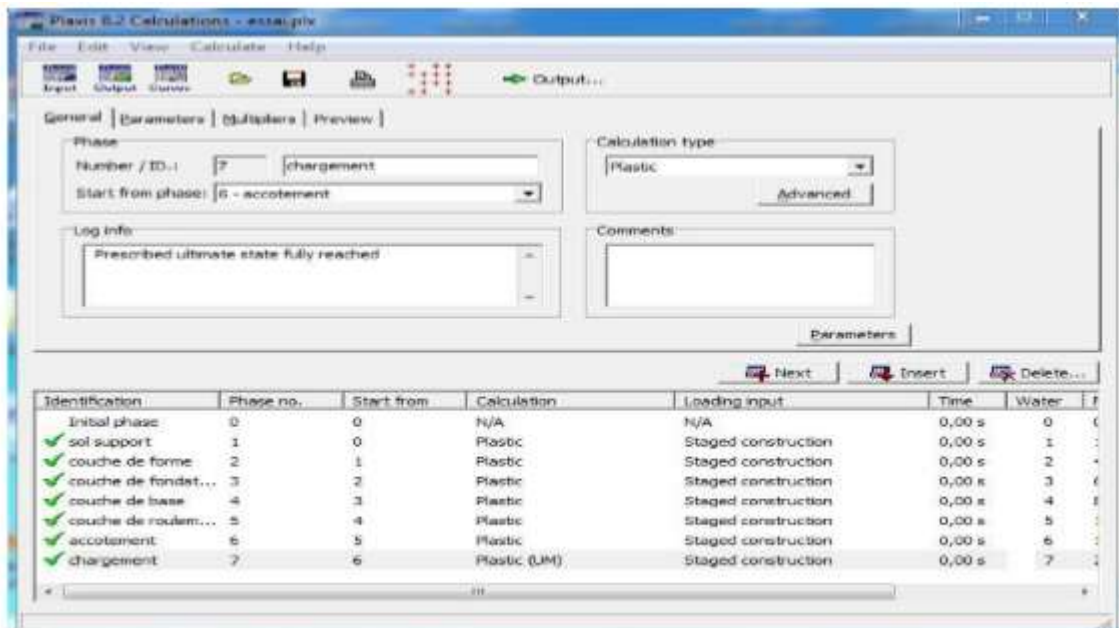 Plaxis 8.2 Calculations - essai.plx
File Edit View Calculate Help
Input Output Curves Output...
General Parameters Multipliers Preview
Phase
Number / ID.: 7 chargement
Start from phase: 6 - accotement
Calculation type
Plastic
Advanced
Log info
Prescribed ultimate state fully reached
Comments
Parameters
Next Insert Delete...
Identification Phase no. Start from Calculation Loading input Time Water
Initial phase 0 0 N/A N/A 0,00 s 0
sol support 1 0 Plastic Staged construction 0,00 s 1
couche de forme 2 1 Plastic Staged construction 0,00 s 2
couche de fondat... 3 2 Plastic Staged construction 0,00 s 3
couche de base 4 3 Plastic Staged construction 0,00 s 4
couche de roulem... 5 4 Plastic Staged construction 0,00 s 5
accotement 6 5 Plastic Staged construction 0,00 s 6
chargement 7 6 Plastic (UM) Staged construction 0,00 s 7